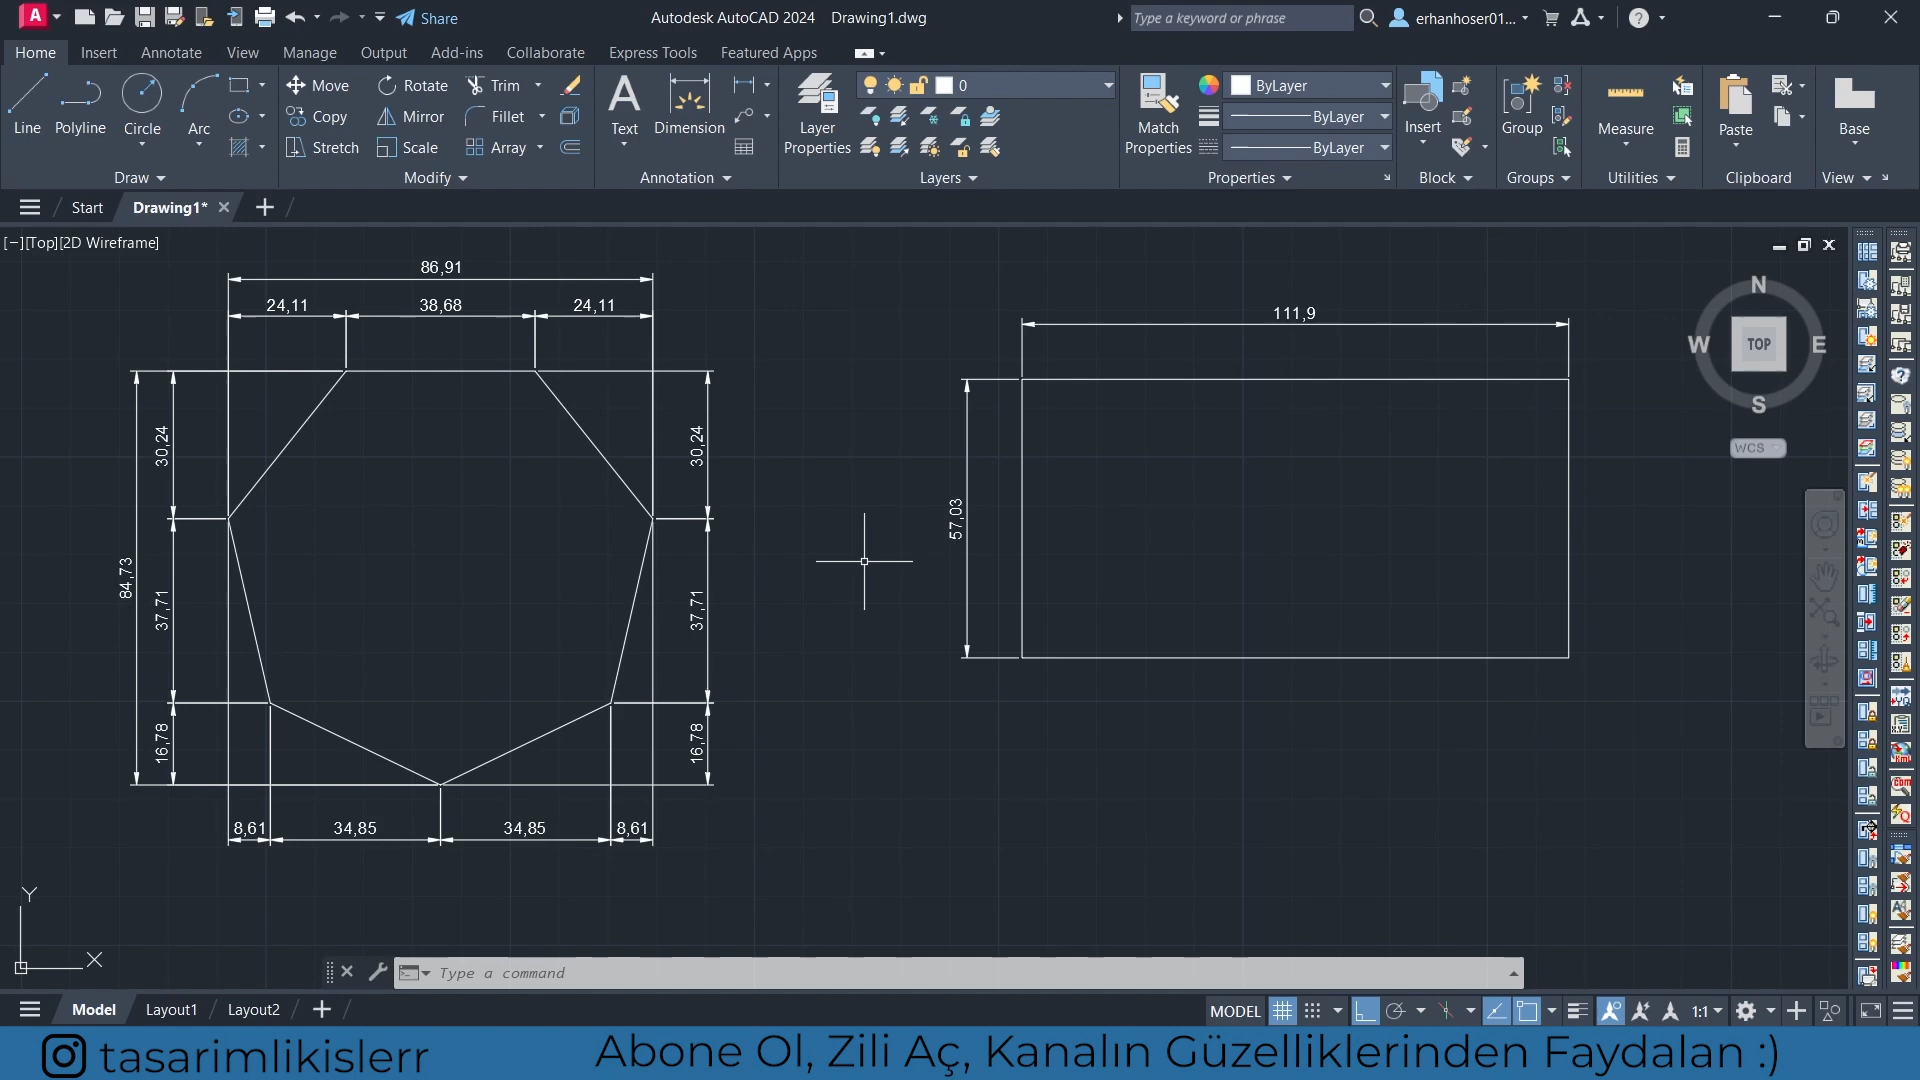 Share
Autodesk AutoCAD 2024 Drawing1.dwg
Type a keyword or phrase
erhanhoser01...
Home Insert Annotate View Manage Output Add-ins Collaborate Express Tools Featured Apps
Move Rotate Trim
Copy Mirror Fillet
Stretch Scale Array
Line Polyline Circle Arc
Text Dimension
Layer Properties
0
Match Properties
ByLayer
ByLayer
ByLayer
Insert
Group
Measure
Paste
Base
Draw Modify Annotation Layers Properties Block Groups Utilities Clipboard View
Start Drawing1*
[−][Top][2D Wireframe]
86,91
24,11 38,68 24,11
30,24 30,24
84,73
37,71 37,71
16,78 16,78
8,61 34,85 34,85 8,61
111,9
57,03
N
W TOP E
S
WCS
Y
X
Type a command
Model Layout1 Layout2
MODEL 1:1
tasarimlikislerr Abone Ol, Zili Aç, Kanalın Güzelliklerinden Faydalan :)